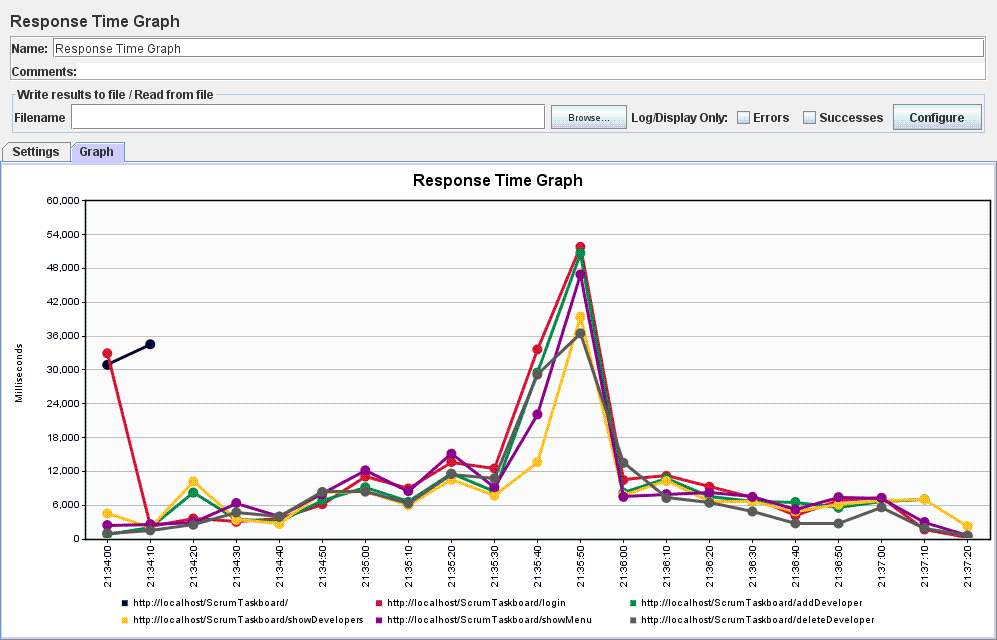 Response Time Graph
Name: Response Time Graph
Comments:
Write results to file / Read from file
Filename Browse... Log/Display Only: Errors Successes Configure
Settings Graph
Response Time Graph
60,000
54,000
48,000
42,000
36,000
30,000
24,000
18,000
12,000
6,000
0
Milliseconds
21:34:00 21:34:10 21:34:20 21:34:30 21:34:40 21:34:50 21:35:00 21:35:10 21:35:20 21:35:30 21:35:40 21:35:50 21:36:00 21:36:10 21:36:20 21:36:30 21:36:40 21:36:50 21:37:00 21:37:10 21:37:20
http://localhost/ScrumTaskboard/ http://localhost/ScrumTaskboard/login http://localhost/ScrumTaskboard/addDeveloper
http://localhost/ScrumTaskboard/showDevelopers http://localhost/ScrumTaskboard/showMenu http://localhost/ScrumTaskboard/deleteDeveloper